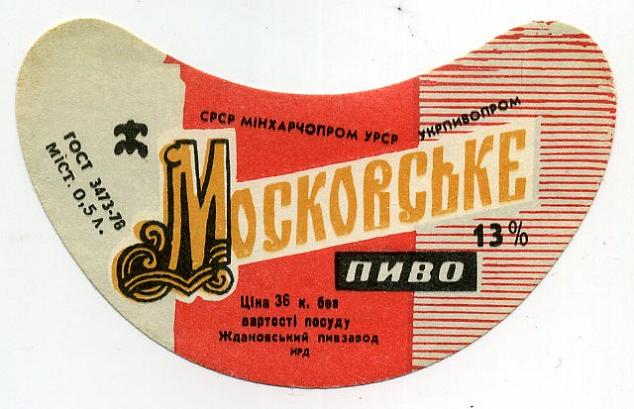 СРСР МІНХАРЧОПРОМ УРСР УКРПИВОПРОМ
ГОСТ 3473-78
МІСТ. 0,5 л.
МОСКОВСЬКЕ
13%
ПИВО
Ціна 36 к. без
вартості посуду
Ждановський пивзавод